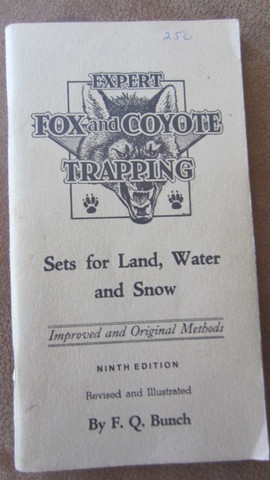 25¢
EXPERT
FOX and COYOTE
TRAPPING
Sets for Land, Water
and Snow
Improved and Original Methods
NINTH EDITION
Revised and Illustrated
By F. Q. Bunch